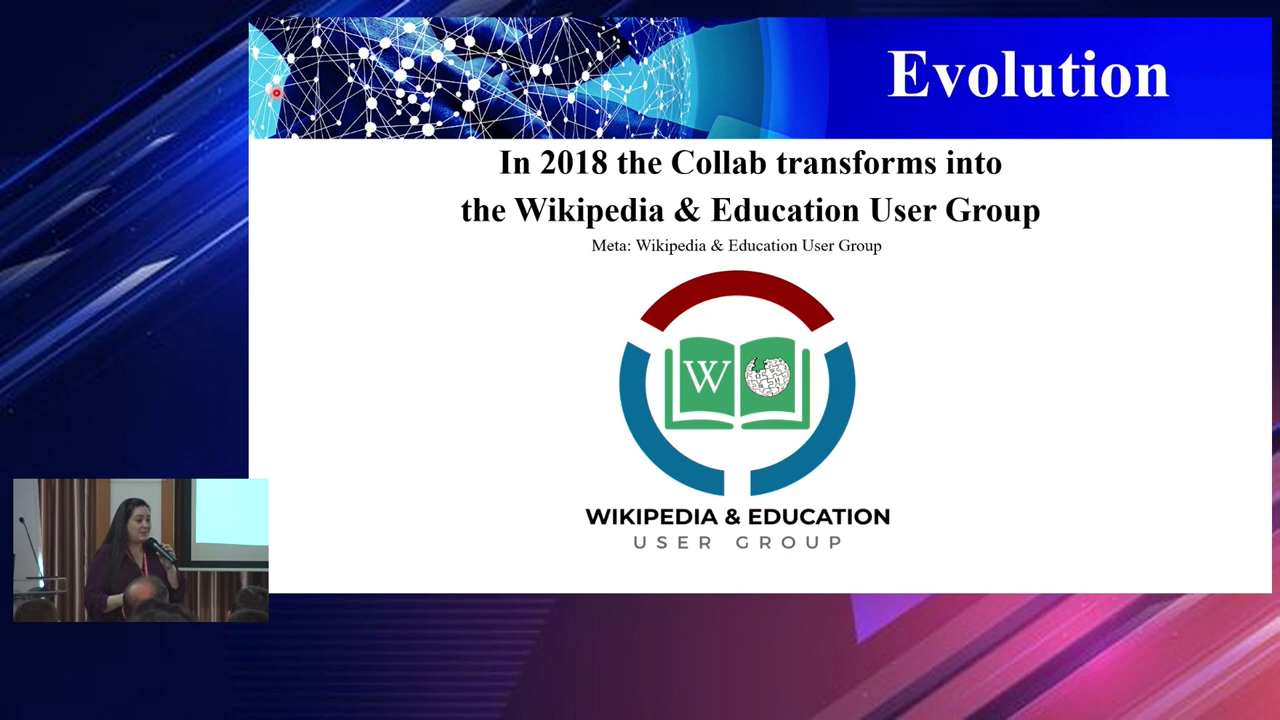 Evolution
In 2018 the Collab transforms into
the Wikipedia & Education User Group
Meta: Wikipedia & Education User Group
W
WIKIPEDIA & EDUCATION
USER GROUP